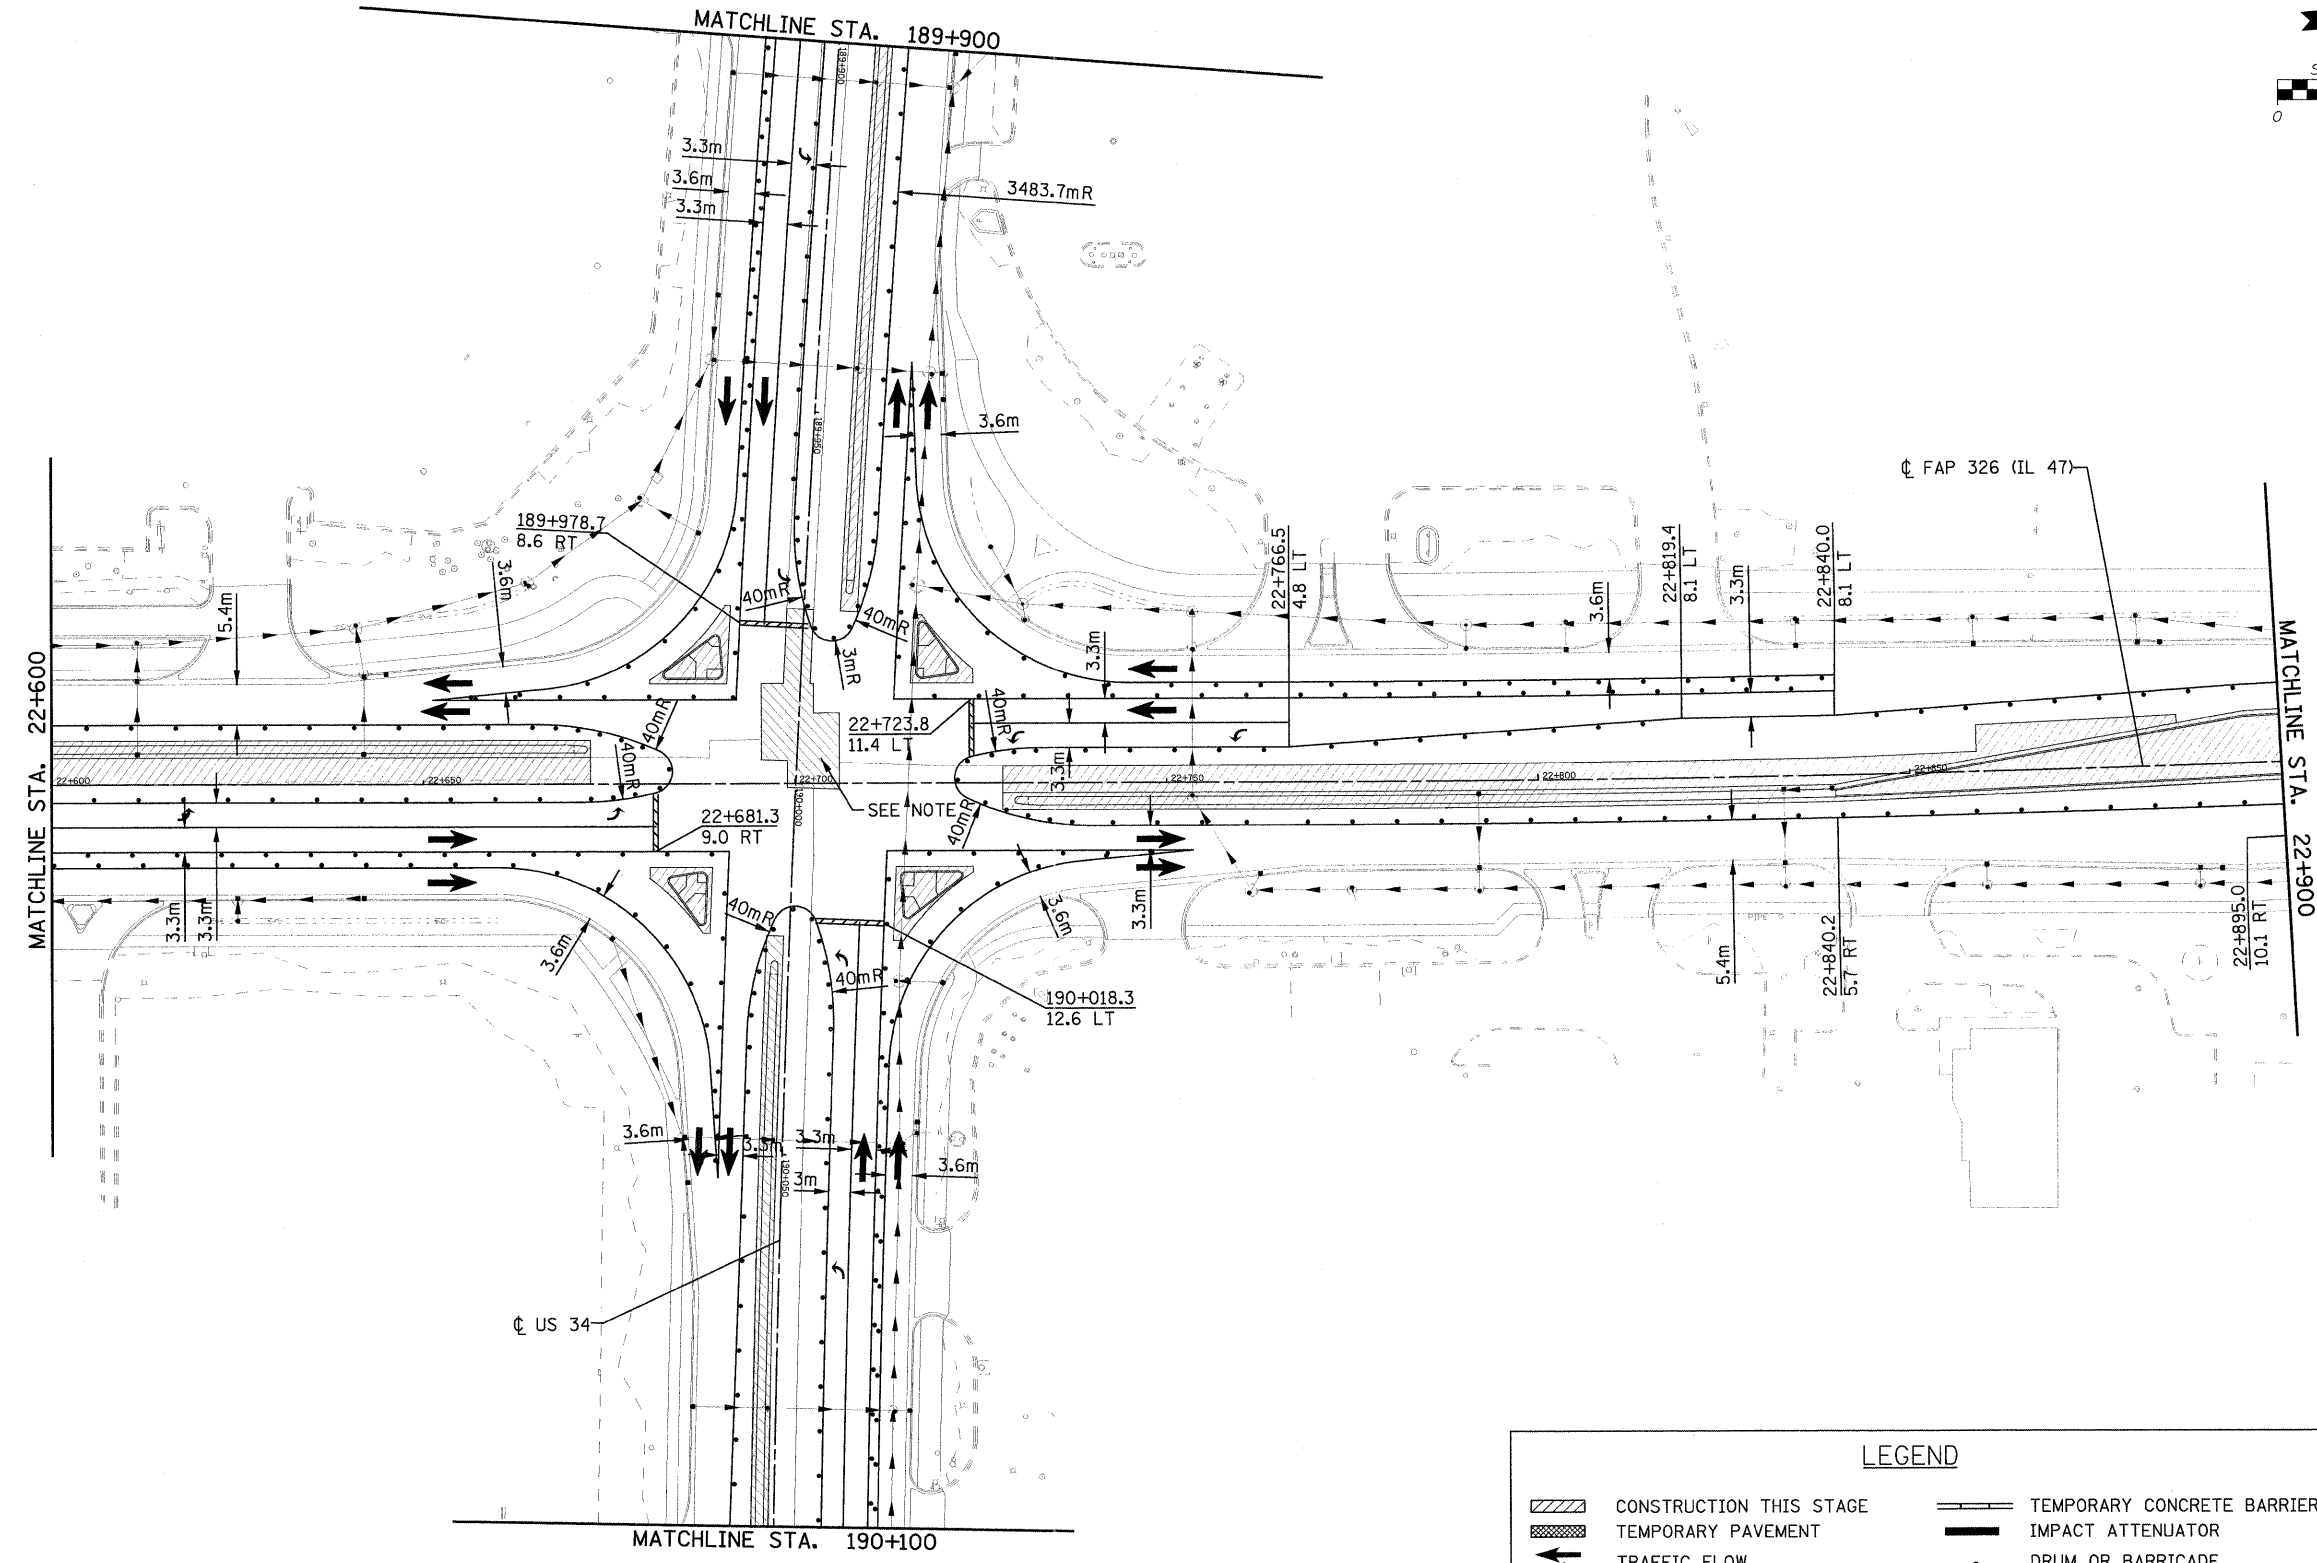 MATCHLINE STA. 189+900
189+900
S
0
3.3m
3.6m
3.3m
3483.7mR
3.6m
189+950
℄ FAP 326 (IL 47)
189+978.7
8.6 RT
3.6m
5.4m
40mR
40mR
3mR
22+766.5
4.8 LT
3.6m
22+819.4
8.1 LT
3.3m
22+840.0
8.1 LT
3.3m
MATCHLINE STA. 22+600
MATCHLINE STA. 22+900
40mR
40mR
40mR
22+723.8
11.4 LT
3.3m
22+600
22+650
22+700
22+750
22+800
22+850
190+000
SEE NOTE
40mR
22+681.3
9.0 RT
3.3m
3.3m
3.6m
40mR
40mR
3.6m
3.3m
PIPE
5.4m
22+840.2
5.7 RT
22+895.0
10.1 RT
190+018.3
12.6 LT
3.6m
3.3m
3.3m
3.6m
3m
190+050
℄ US 34
MATCHLINE STA. 190+100
LEGEND
CONSTRUCTION THIS STAGE
TEMPORARY CONCRETE BARRIER
TEMPORARY PAVEMENT
IMPACT ATTENUATOR
TRAFFIC FLOW
DRUM OR BARRICADE